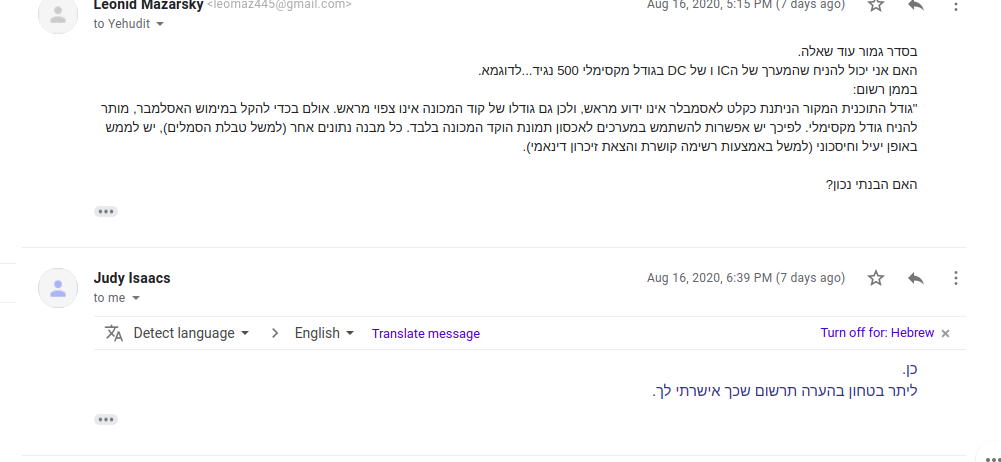 Leonid Mazarsky <leomaz445@gmail.com>
Aug 16, 2020, 5:15 PM (7 days ago)
to Yehudit
בסדר גמור עוד שאלה.
האם אני יכול להניח שהמערך של הIC ו של DC בגודל מקסימלי 500 נגיד...לדוגמא.
בממן רשום:
"גודל התוכנית המקור הניתנת כקלט לאסמבלר אינו ידוע מראש, ולכן גם גודלו של קוד המכונה אינו צפוי מראש. אולם בכדי להקל במימוש האסלמבר, מותר
להניח גודל מקסימלי. לפיכך יש אפשרות להשתמש במערכים לאכסון תמונת הוקד המכונה בלבד. כל מבנה נתונים אחר (למשל טבלת הסמלים), יש לממש
באופן יעיל וחיסכוני (למשל באמצעות רשימה קושרת והצאת זיכרון דינאמי).
האם הבנתי נכון?
Judy Isaacs
Aug 16, 2020, 6:39 PM (7 days ago)
to me
Detect language > English Translate message Turn off for: Hebrew ×
כן.
ליתר בטחון בהערה תרשום שכך אישרתי לך.